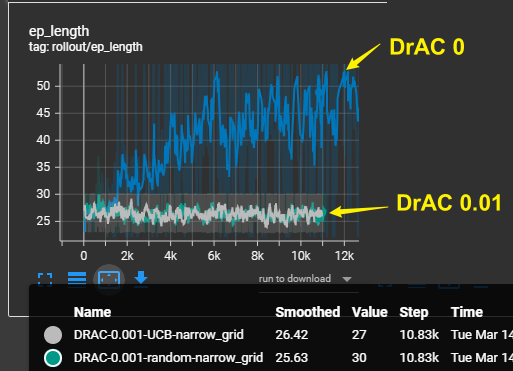 ep_length
tag: rollout/ep_length
DrAC 0
50
45
40
35
30
25
DrAC 0.01
0 2k 4k 6k 8k 10k 12k
run to download
Name Smoothed Value Step Time
DRAC-0.001-UCB-narrow_grid 26.42 27 10.83k Tue Mar 14
DRAC-0.001-random-narrow_grid 25.63 30 10.83k Tue Mar 14